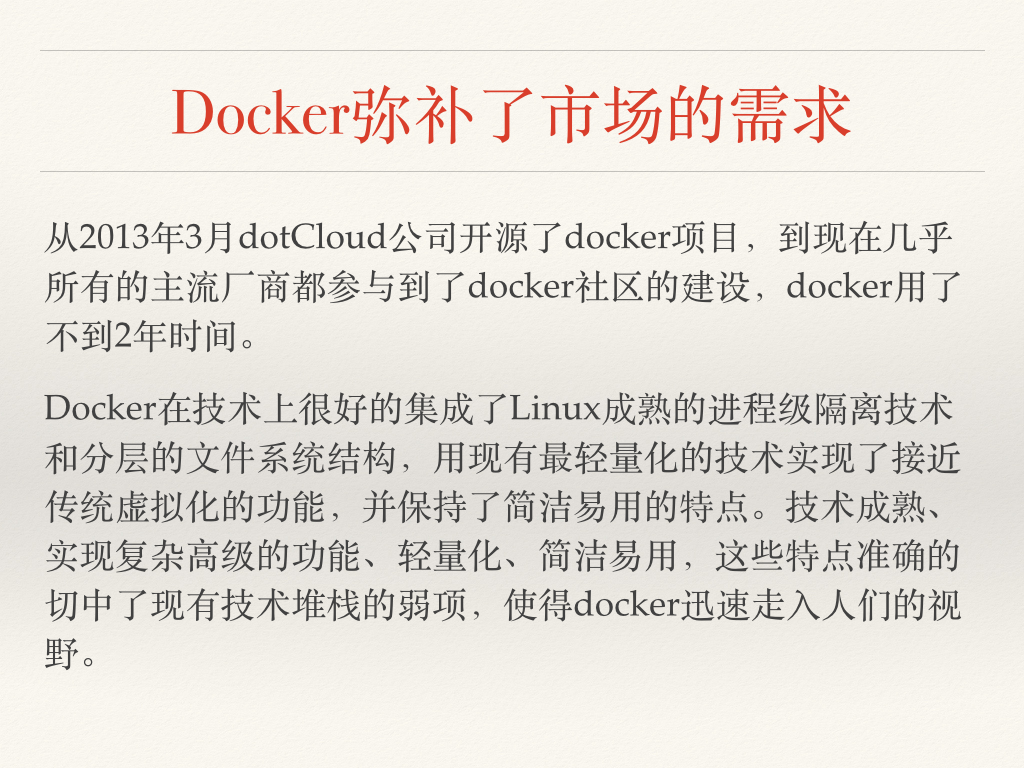 Docker弥补了市场的需求
从2013年3月dotCloud公司开源了docker项目，到现在几乎
所有的主流厂商都参与到了docker社区的建设，docker用了
不到2年时间。
Docker在技术上很好的集成了Linux成熟的进程级隔离技术
和分层的文件系统结构，用现有最轻量化的技术实现了接近
传统虚拟化的功能，并保持了简洁易用的特点。技术成熟、
实现复杂高级的功能、轻量化、简洁易用，这些特点准确的
切中了现有技术堆栈的弱项，使得docker迅速走入人们的视
野。